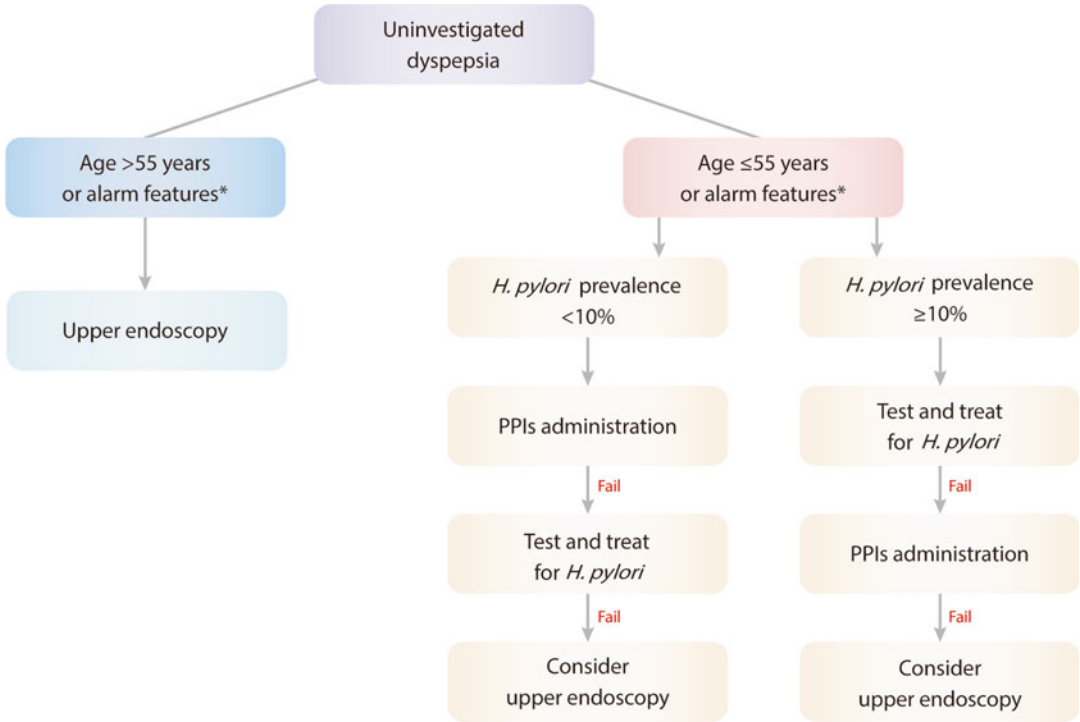 Uninvestigated
dyspepsia
Age >55 years
or alarm features*
Upper endoscopy
Age ≤55 years
or alarm features*
H. pylori prevalence
<10%
PPIs administration
Fail
Test and treat
for H. pylori
Fail
Consider
upper endoscopy
H. pylori prevalence
≥10%
Test and treat
for H. pylori
Fail
PPIs administration
Fail
Consider
upper endoscopy